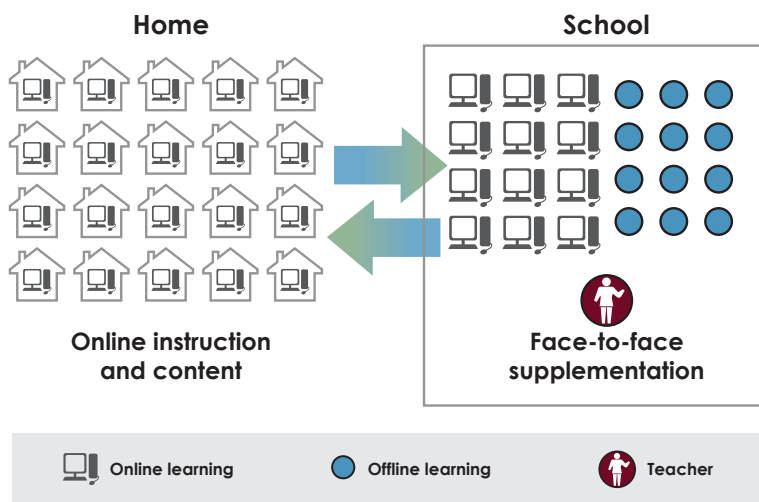 Home
School
Online instruction
and content
Face-to-face
supplementation
Online learning
Offline learning
Teacher